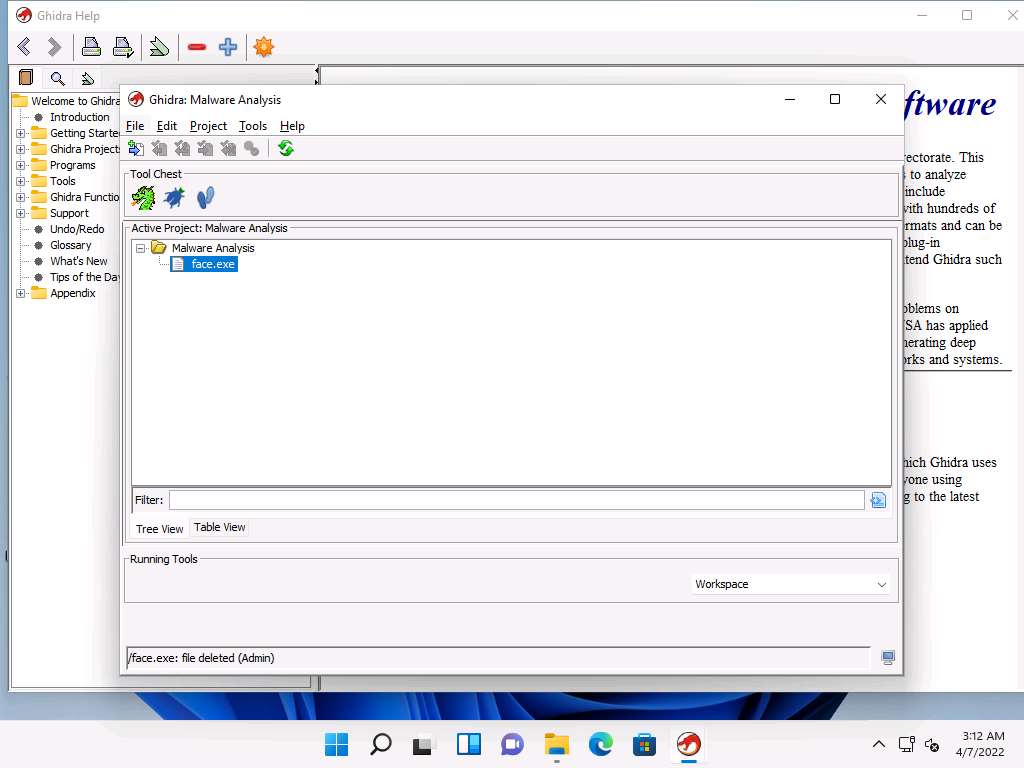 Ghidra Help
Welcome to Ghidra
Introduction
Getting Starte
Ghidra Project
Programs
Tools
Ghidra Functio
Support
Undo/Redo
Glossary
What's New
Tips of the Day
Appendix
ftware
ectorate. This
to analyze
include
with hundreds of
rmats and can be
plug-in
tend Ghidra such
oblems on
SA has applied
nerating deep
orks and systems.
hich Ghidra uses
yone using
g to the latest
Ghidra: Malware Analysis
File Edit Project Tools Help
Tool Chest
Active Project: Malware Analysis
Malware Analysis
face.exe
Filter:
Tree View Table View
Running Tools
Workspace
/face.exe: file deleted (Admin)
3:12 AM
4/7/2022